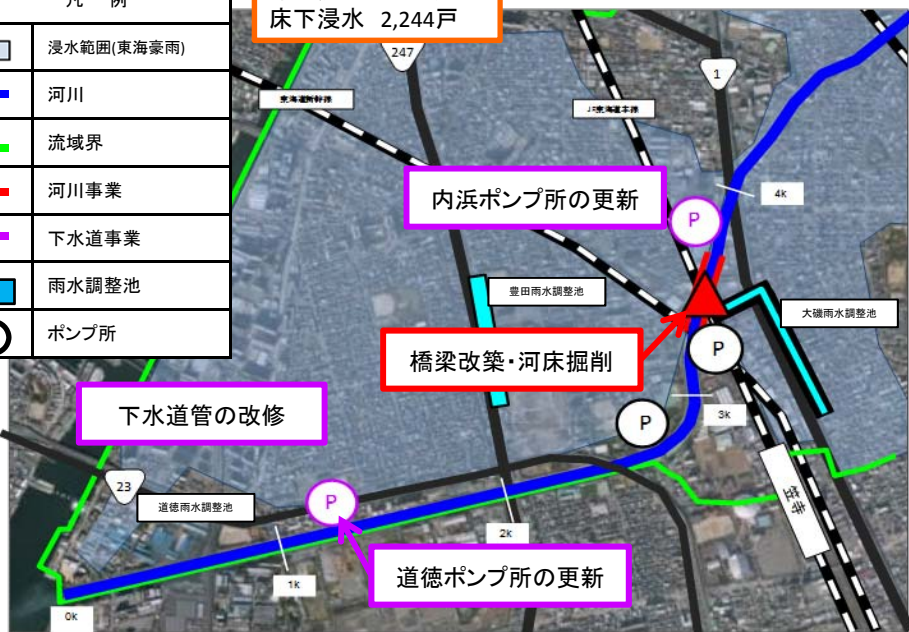 凡 例
浸水範囲(東海豪雨)
河川
流域界
河川事業
下水道事業
雨水調整池
ポンプ所
床下浸水 2,244戸
247
1
東海道新幹線
JR東海道本線
内浜ポンプ所の更新
4k
P
豊田雨水調整池
大磯雨水調整池
橋梁改築・河床掘削
P
3k
P
下水道管の改修
23
道徳雨水調整池
P
笠寺
2k
1k
道徳ポンプ所の更新
0k